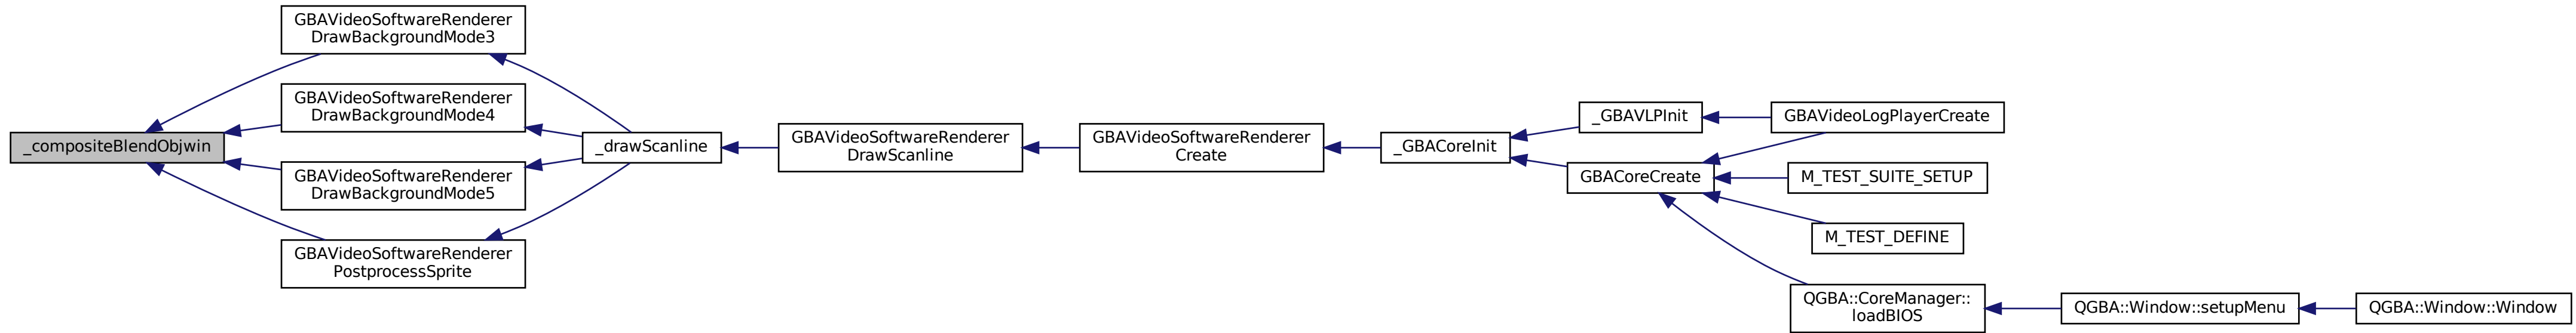 _compositeBlendObjwin
GBAVideoSoftwareRenderer
DrawBackgroundMode3
GBAVideoSoftwareRenderer
DrawBackgroundMode4
GBAVideoSoftwareRenderer
DrawBackgroundMode5
GBAVideoSoftwareRenderer
PostprocessSprite
_drawScanline
GBAVideoSoftwareRenderer
DrawScanline
GBAVideoSoftwareRenderer
Create
_GBACoreInit
_GBAVLPInit
GBACoreCreate
GBAVideoLogPlayerCreate
M_TEST_SUITE_SETUP
M_TEST_DEFINE
QGBA::CoreManager::
loadBIOS
QGBA::Window::setupMenu
QGBA::Window::Window